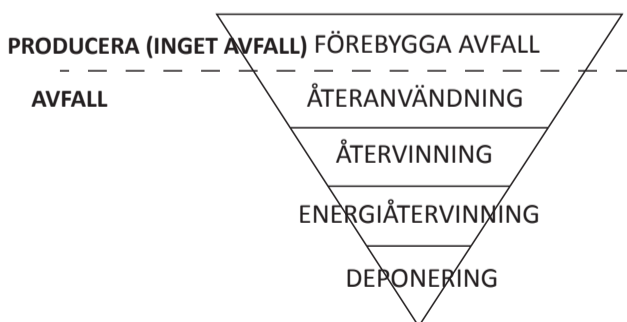 PRODUCERA (INGET AVFALL) FÖREBYGGA AVFALL
AVFALL ÅTERANVÄNDNING
ÅTERVINNING
ENERGIÅTERVINNING
DEPONERING